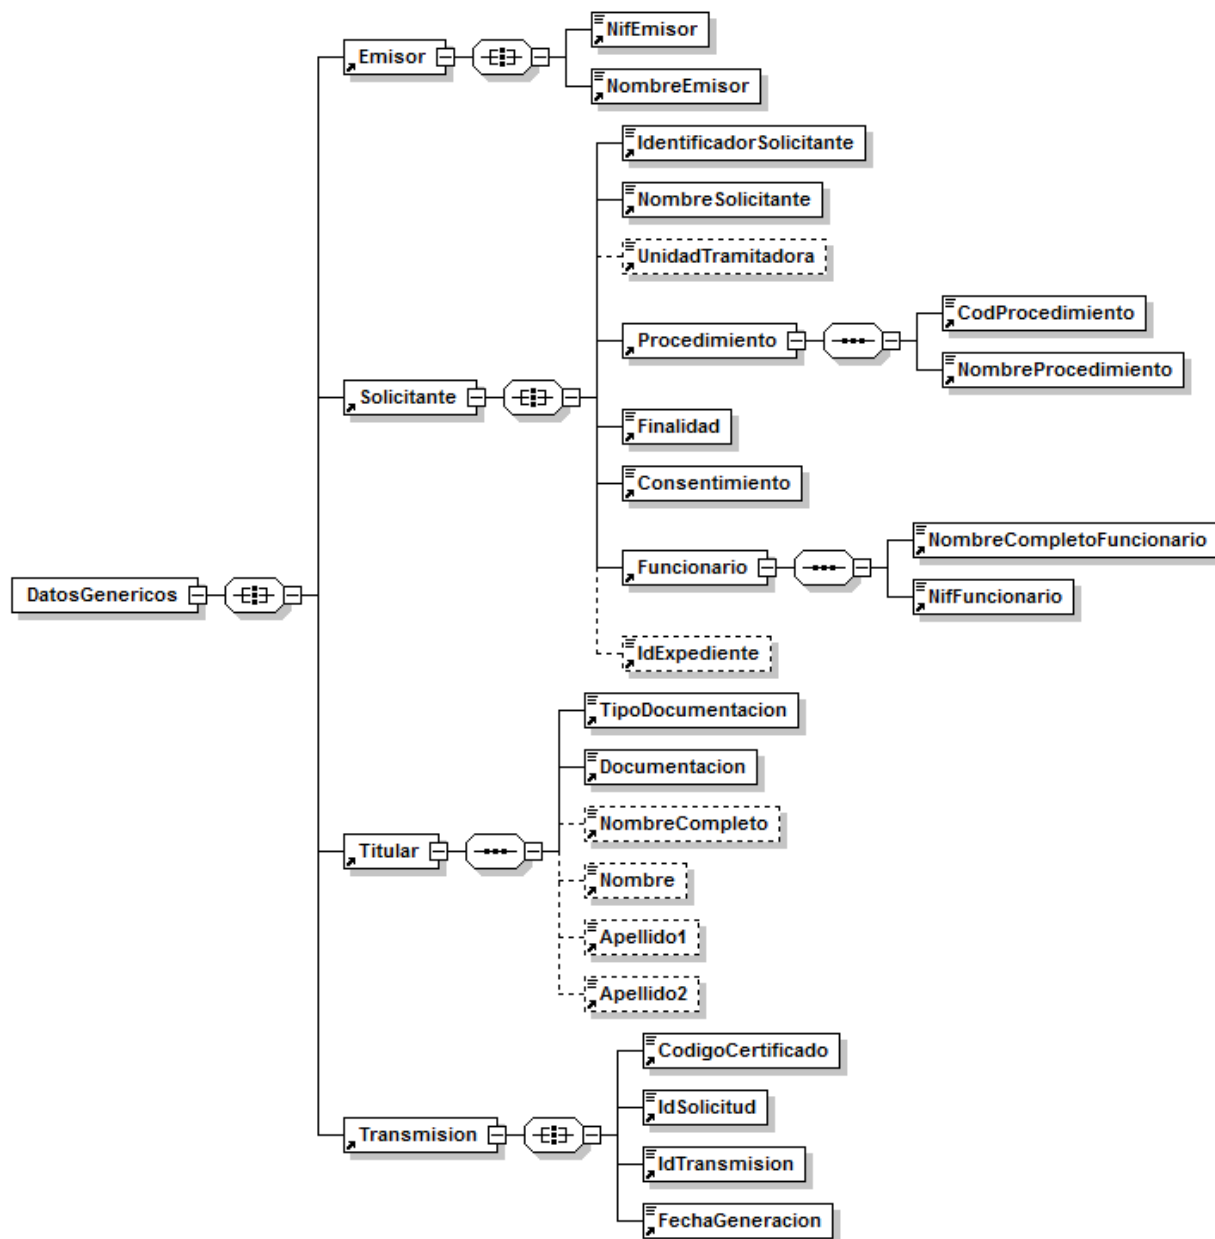 NifEmisor
Emisor
NombreEmisor
IdentificadorSolicitante
NombreSolicitante
UnidadTramitadora
CodProcedimiento
Procedimiento
NombreProcedimiento
Solicitante
Finalidad
Consentimiento
NombreCompletoFuncionario
Funcionario
DatosGenericos
NifFuncionario
IdExpediente
TipoDocumentacion
Documentacion
NombreCompleto
Titular
Nombre
Apellido1
Apellido2
CodigoCertificado
IdSolicitud
Transmision
IdTransmision
FechaGeneracion